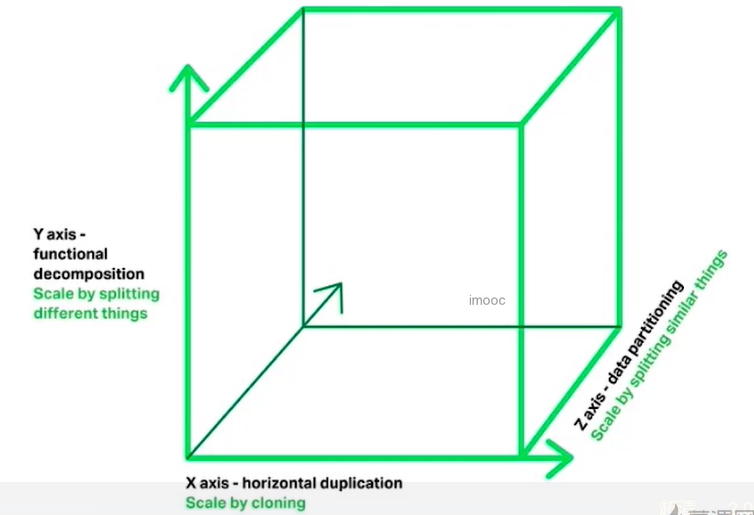 Y axis -
functional
decomposition
Scale by splitting
different things
imooc
Z axis - data partitioning
Scale by splitting similar things
X axis - horizontal duplication
Scale by cloning